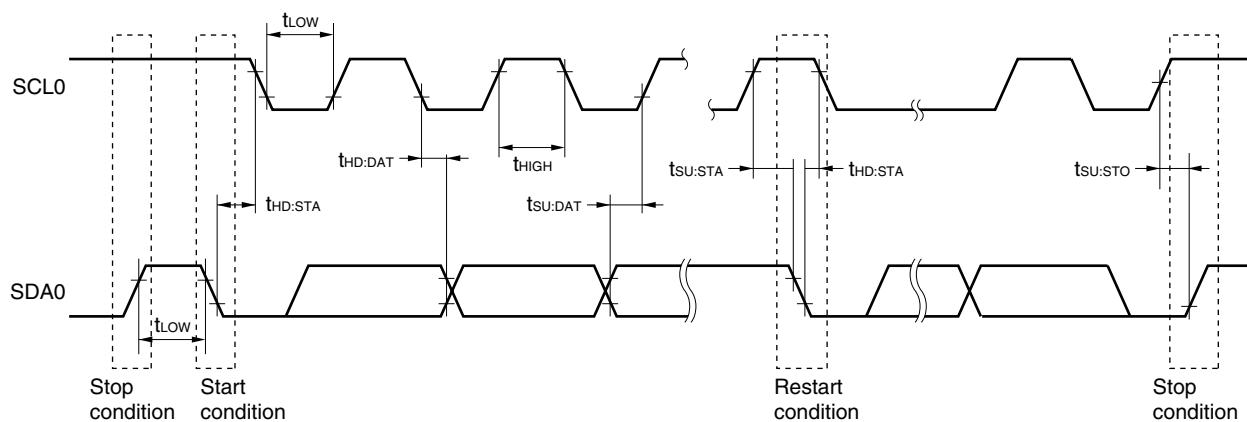 tLOW
SCL0
tHD:DAT
tHIGH
tSU:STA
tHD:STA
tSU:STO
tHD:STA
tSU:DAT
SDA0
tLOW
Stop
condition
Start
condition
Restart
condition
Stop
condition